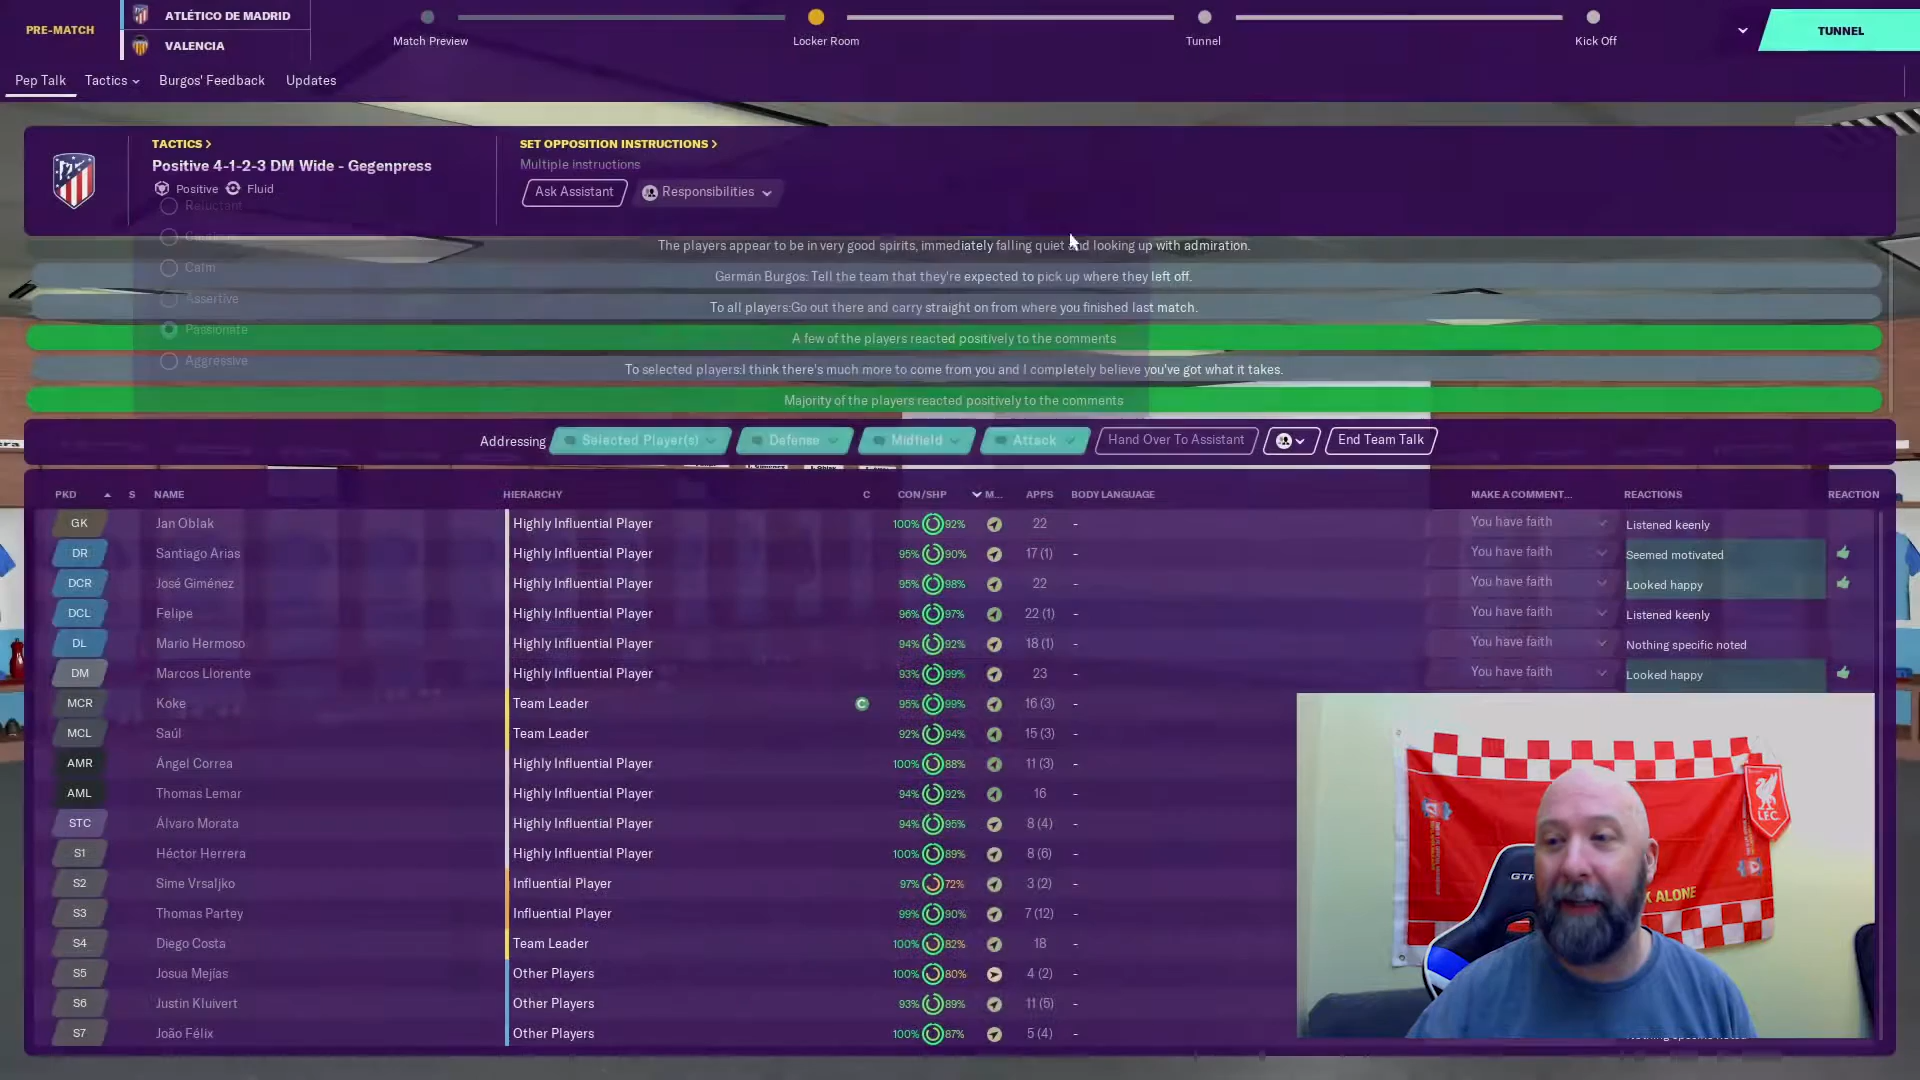 PRE-MATCH
ATLÉTICO DE MADRID
VALENCIA
Match Preview
Locker Room
Tunnel
Kick Off
TUNNEL
Pep Talk
Tactics
Burgos' Feedback
Updates
TACTICS >
Positive 4-1-2-3 DM Wide - Gegenpress
Positive Fluid
SET OPPOSITION INSTRUCTIONS >
Multiple instructions
Ask Assistant
Responsibilities
Reluctant
Cautious
Calm
Assertive
Passionate
Aggressive
The players appear to be in very good spirits, immediately falling quiet and looking up with admiration.
Germán Burgos: Tell the team that they're expected to pick up where they left off.
To all players:Go out there and carry straight on from where you finished last match.
A few of the players reacted positively to the comments
To selected players:I think there's much more to come from you and I completely believe you've got what it takes.
Majority of the players reacted positively to the comments
Addressing Selected Player(s) Defense Midfield Attack Hand Over To Assistant End Team Talk
PKD S NAME HIERARCHY C CON/SHP M... APPS BODY LANGUAGE MAKE A COMMENT... REACTIONS REACTION
GK Jan Oblak Highly Influential Player 100% 92% 22 - You have faith Listened keenly
DR Santiago Arias Highly Influential Player 95% 90% 17 (1) - You have faith Seemed motivated
DCR José Giménez Highly Influential Player 95% 98% 22 - You have faith Looked happy
DCL Felipe Highly Influential Player 96% 97% 22 (1) - You have faith Listened keenly
DL Mario Hermoso Highly Influential Player 94% 92% 18 (1) - You have faith Nothing specific noted
DM Marcos Llorente Highly Influential Player 93% 99% 23 - You have faith Looked happy
MCR Koke Team Leader C 95% 99% 16 (3) -
MCL Saúl Team Leader 92% 94% 15 (3) -
AMR Ángel Correa Highly Influential Player 100% 88% 11 (3) -
AML Thomas Lemar Highly Influential Player 94% 92% 16 -
STC Álvaro Morata Highly Influential Player 94% 95% 8 (4) -
S1 Héctor Herrera Highly Influential Player 100% 89% 8 (6) -
S2 Sime Vrsaljko Influential Player 97% 72% 3 (2) -
S3 Thomas Partey Influential Player 99% 90% 7 (12) -
S4 Diego Costa Team Leader 100% 82% 18 -
S5 Josua Mejías Other Players 100% 80% 4 (2) -
S6 Justin Kluivert Other Players 93% 89% 11 (5) -
S7 João Félix Other Players 100% 87% 5 (4) -
L.F.C.
GTR
ALONE